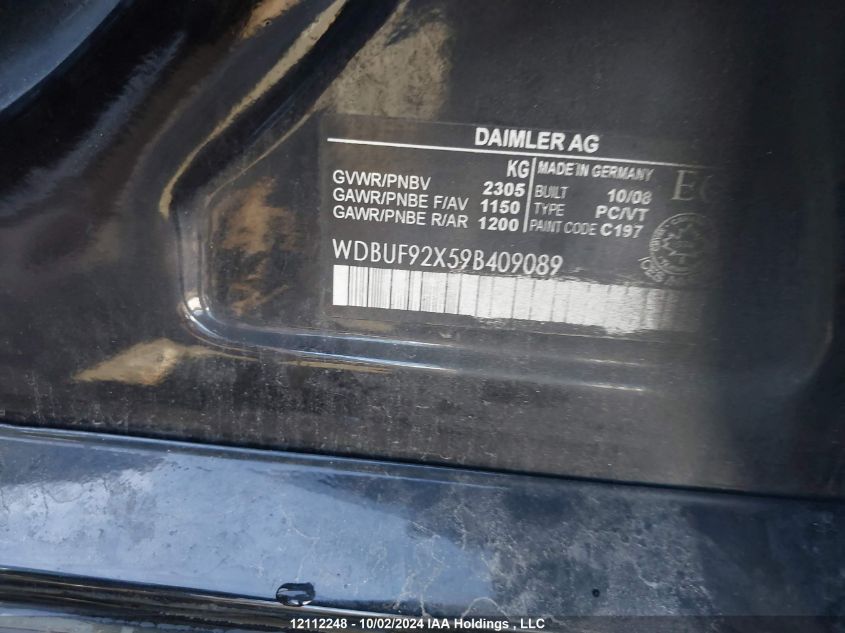 DAIMLER AG
KG MADE IN GERMANY
GVWR/PNBV 2305 BUILT 10/08
GAWR/PNBE F/AV 1150 TYPE PC/VT
GAWR/PNBE R/AR 1200 PAINT CODE C197
WDBUF92X59B409089
12112248 - 10/02/2024 IAA Holdings , LLC